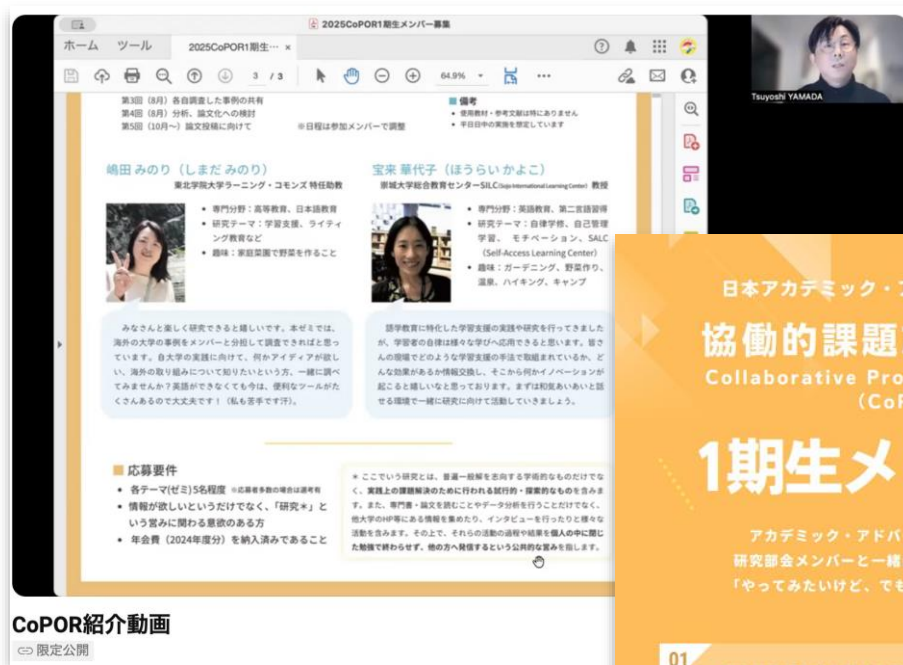 2025CoPOR1期生メンバー募集
ホーム ツール 2025CoPOR1期生… ×
3 / 3 64.9%
Tsuyoshi YAMADA
第3回（8月）各自調査した事例の共有
第4回（8月）分析、論文化への検討
第5回（10月～）論文投稿に向けて ※日程は参加メンバーで調整
備考
• 使用教材・参考文献は特にありません
• 平日日中の実施を想定しています
嶋田 みのり（しまだ みのり）
東北学院大学ラーニング・コモンズ 特任助教
• 専門分野：高等教育、日本語教育
• 研究テーマ：学習支援、ライティ
ング教育など
• 趣味：家庭菜園で野菜を作ること
みなさんと楽しく研究できると嬉しいです。本ゼミでは、
海外の大学の事例をメンバーと分担して調査できればと思っ
ています。自大学の実践に向けて、何かアイディアが欲し
い、海外の取り組みについて知りたいという方、一緒に調べ
てみませんか？英語ができなくても今は、便利なツールがた
くさんあるので大丈夫です！（私も苦手です汗）。
宝来 華代子（ほうらい かよこ）
崇城大学総合教育センターSILC(Sojo International Learning Center) 教授
• 専門分野：英語教育、第二言語習得
• 研究テーマ：自律学修、自己管理
学習、 モチベーション、SALC
（Self-Access Learning Center）
• 趣味：ガーデニング、野菜作り、
温泉、ハイキング、キャンプ
語学教育に特化した学習支援の実践や研究を行ってきました
が、学習者の自律は様々な学びへ応用できると思います。皆さ
んの現場でどのような学習支援の手法で取組まれているか、ど
んな効果があるか情報交換し、そこから何かイノベーションが
起こると嬉しいなと思っております。まずは和気あいあいと話
せる環境で一緒に研究に向けて活動していきましょう。
応募要件
• 各テーマ(ゼミ)5名程度 ※応募者多数の場合は選考有
• 情報が欲しいというだけでなく、「研究＊」と
いう営みに関わる意欲のある方
• 年会費（2024年度分）を納入済みであること
＊ここでいう研究とは、普遍一般解を志向する学術的なものだけでな
く、実践上の課題解決のために行われる試行的・探索的なものを含みま
す。また、専門書・論文を読むことやデータ分析を行うことだけでなく、
他大学のHP等にある情報を集めたり、インタビューを行ったりと様々な
活動を含みます。その上で、それらの活動の過程や結果を個人の中に閉じ
た勉強で終わらせず、他の方へ発信するという公共的な営みを指します。
CoPOR紹介動画
限定公開
日本アカデミック・
協働的課題
Collaborative Pro
（CoP
1期生メ
アカデミック・アドバ
研究部会メンバーと一緒
「やってみたいけど、でも
01